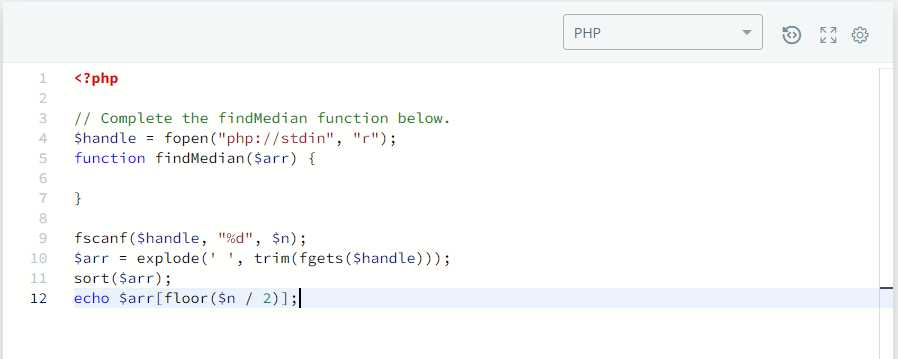 PHP
1 <?php
2
3 // Complete the findMedian function below.
4 $handle = fopen("php://stdin", "r");
5 function findMedian($arr) {
6
7 }
8
9 fscanf($handle, "%d", $n);
10 $arr = explode(' ', trim(fgets($handle)));
11 sort($arr);
12 echo $arr[floor($n / 2)];